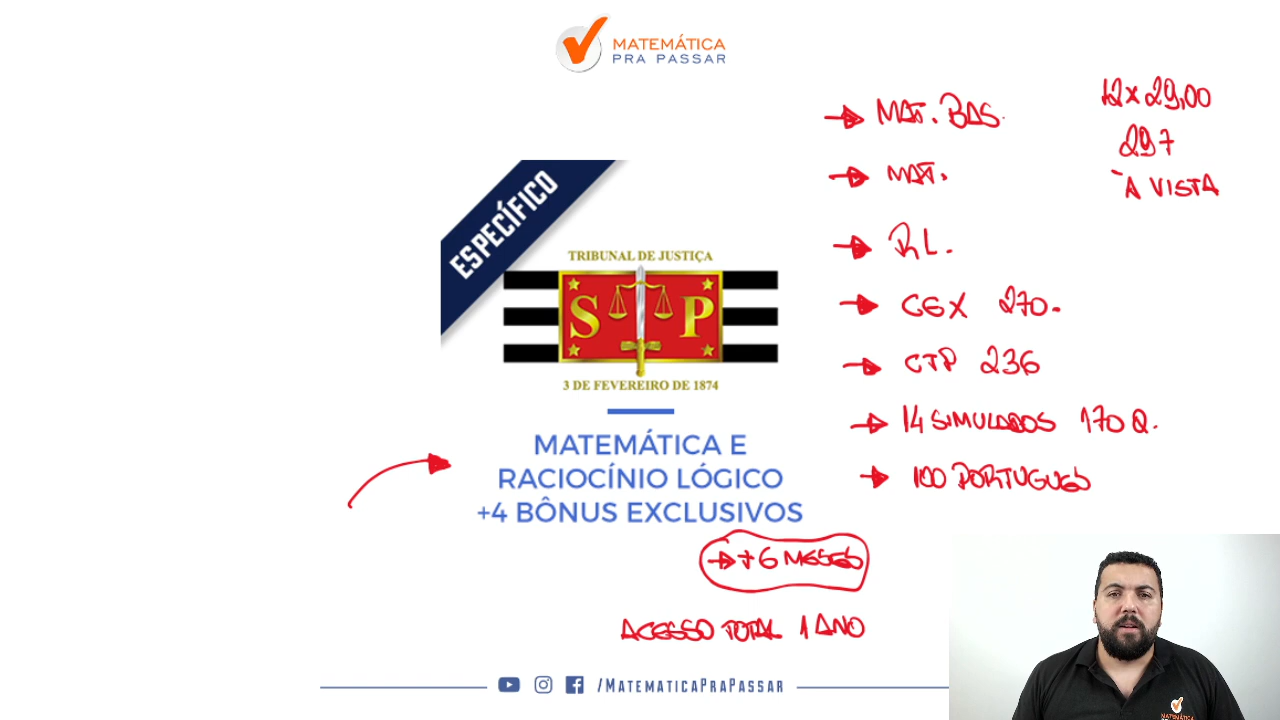 MATEMÁTICA
PRA PASSAR
ESPECÍFICO
TRIBUNAL DE JUSTIÇA
S P
3 DE FEVEREIRO DE 1874
MATEMÁTICA E
RACIOCÍNIO LÓGICO
+4 BÔNUS EXCLUSIVOS
→ +6 MESES
ACESSO TOTAL 1 ANO
→ MAT. BAS.
→ MAT.
→ RL.
→ CGX 270.
→ CTP 236
→ 14 SIMULADOS 170 Q.
→ 100 PORTUGUÊS
12x29,00
297
À VISTA
/MATEMATICAPRAPASSAR
MATEMÁTICA